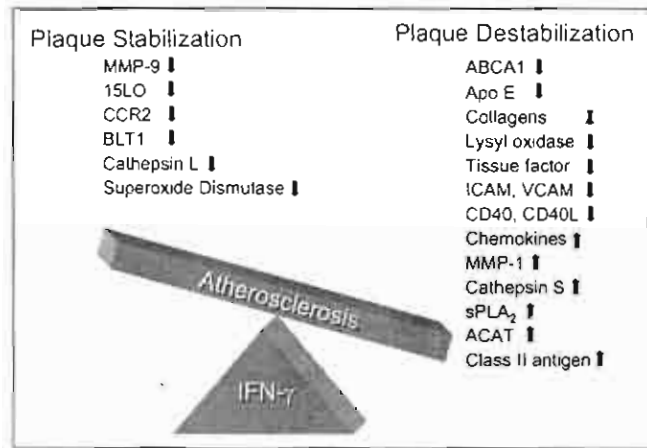 Plaque Stabilization
MMP-9 ⬇
15LO ⬇
CCR2 ⬇
BLT1 ⬇
Cathepsin L ⬇
Superoxide Dismutase ⬇
Plaque Destabilization
ABCA1 ⬇
Apo E ⬇
Collagens ⬇
Lysyl oxidase ⬇
Tissue factor ⬇
ICAM, VCAM ⬇
CD40, CD40L ⬇
Chemokines ⬆
MMP-1 ⬆
Cathepsin S ⬆
sPLA₂ ⬆
ACAT ⬆
Class II antigen ⬆
Atherosclerosis
IFN-γ